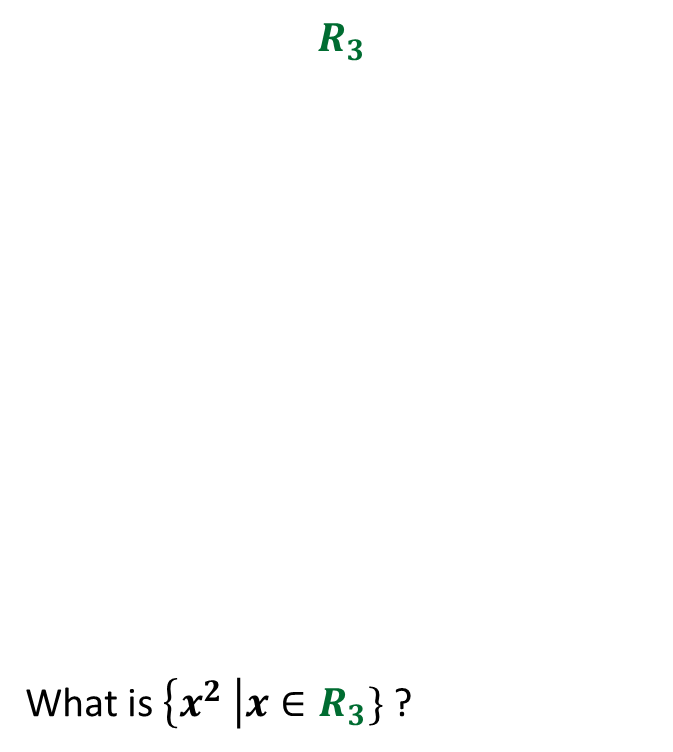 R₃
What is {x² |x ∈ R₃} ?